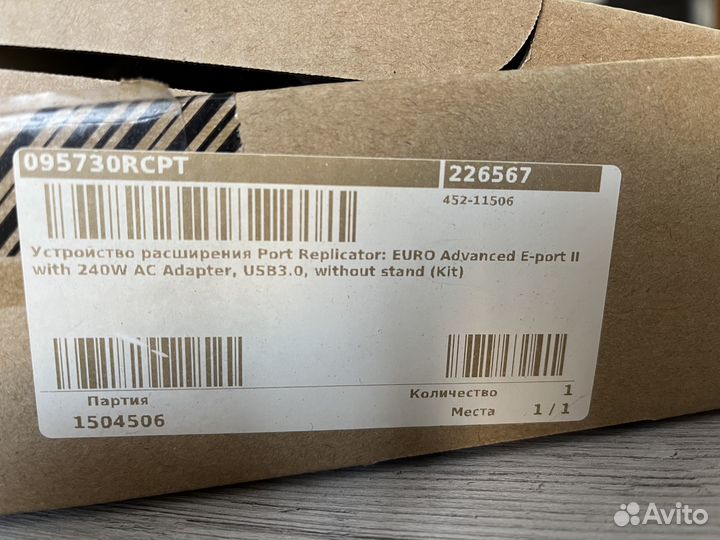 095730RCPT
226567
452-11506
Устройство расширения Port Replicator: EURO Advanced E-port II
with 240W AC Adapter, USB3.0, without stand (Kit)
Партия
1504506
Количество 1
Места 1 / 1
Avito